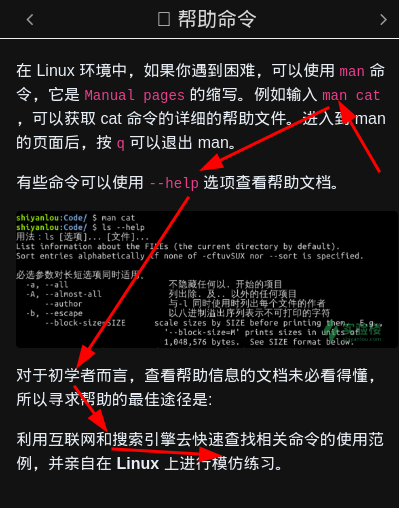 帮助命令
在 Linux 环境中，如果你遇到困难，可以使用 man 命
令，它是 Manual pages 的缩写。例如输入 man cat
，可以获取 cat 命令的详细的帮助文件。进入到 man
的页面后，按 q 可以退出 man。
有些命令可以使用 --help 选项查看帮助文档。
shiyanlou:Code/ $ man cat
shiyanlou:Code/ $ ls --help
用法：ls [选项]... [文件]...
List information about the FILEs (the current directory by default).
Sort entries alphabetically if none of -cftuvSUX nor --sort is specified.
必选参数对长短选项同时适用。
-a, --all 不隐藏任何以. 开始的项目
-A, --almost-all 列出除. 及.. 以外的任何项目
--author 与-l 同时使用时列出每个文件的作者
-b, --escape 以八进制溢出序列表示不可打印的字符
--block-size=SIZE scale sizes by SIZE before printing them. E.g.,
'--block-size=M' prints sizes in units of
1,048,576 bytes. See SIZE format below.
实验楼
shiyanlou.com
对于初学者而言，查看帮助信息的文档未必看得懂，
所以寻求帮助的最佳途径是:
利用互联网和搜索引擎去快速查找相关命令的使用范
例，并亲自在 Linux 上进行模仿练习。